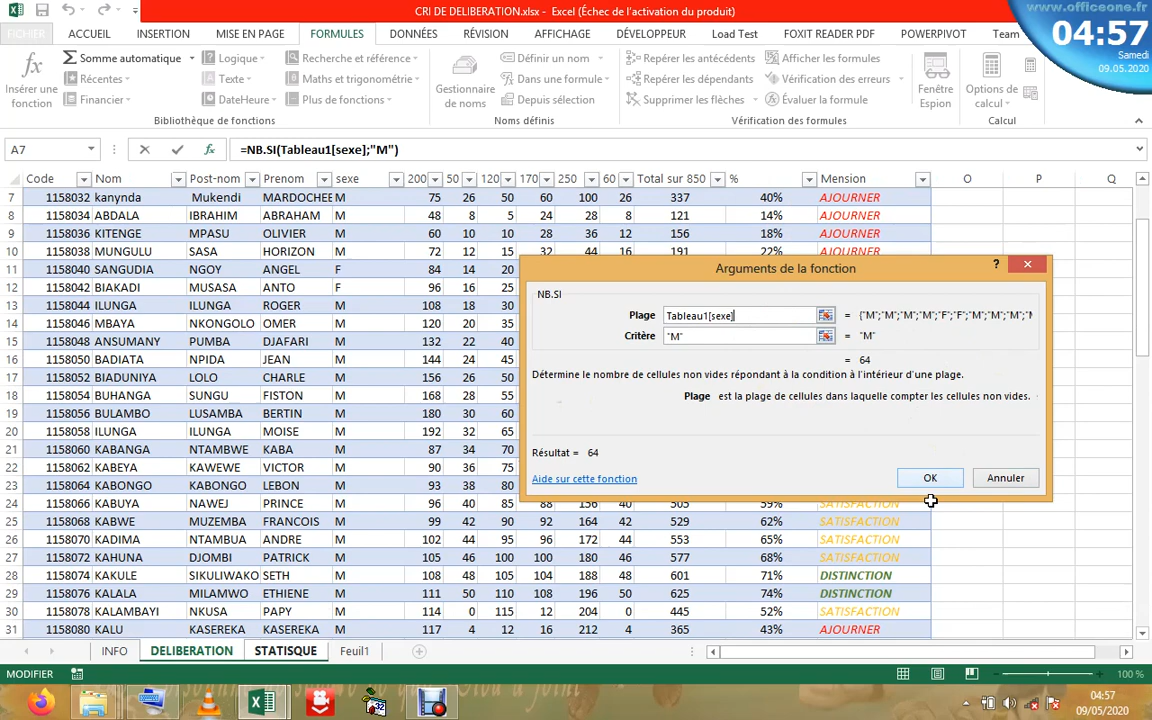 CRI DE DELIBERATION.xlsx - Excel (Échec de l'activation du produit)
www.officeone.fr
04:57
Samedi
09.05.2020
FICHIER ACCUEIL INSERTION MISE EN PAGE FORMULES DONNÉES RÉVISION AFFICHAGE DÉVELOPPEUR Load Test FOXIT READER PDF POWERPIVOT Team
Insérer une fonction
Somme automatique Logique Recherche et référence
Récentes Texte Maths et trigonométrie
Financier DateHeure Plus de fonctions
Bibliothèque de fonctions
Gestionnaire de noms
Définir un nom
Dans une formule
Depuis sélection
Noms définis
Repérer les antécédents Afficher les formules
Repérer les dépendants Vérification des erreurs
Supprimer les flèches Évaluer la formule
Vérification des formules
Fenêtre Espion
Options de calcul
Calcul
A7 =NB.SI(Tableau1[sexe];"M")
Code Nom Post-nom Prenom sexe 200 50 120 170 250 60 Total sur 850 % Mension O P Q
7 1158032 kanynda Mukendi MARDOCHEE M 75 26 50 60 100 26 337 40% AJOURNER
8 1158034 ABDALA IBRAHIM ABRAHAM M 48 8 5 24 28 8 121 14% AJOURNER
9 1158036 KITENGE MPASU OLIVIER M 60 10 10 28 36 12 156 18% AJOURNER
10 1158038 MUNGULU SASA HORIZON M 72 12 15 32 44 16 191 22% AJOURNER
11 1158040 SANGUDIA NGOY ANGEL F 84 14 20
12 1158042 BIAKADI MUSASA ANTO F 96 16 25
13 1158044 ILUNGA ILUNGA ROGER M 108 18 30
14 1158046 MBAYA NKONGOLO OMER M 120 20 35
15 1158048 ANSUMANY PUMBU DJAFARI M 132 22 40
16 1158050 BADIATA NPIDA JEAN M 144 24 45
17 1158052 BIADUNIYA LOLO CHARLE M 156 26 50
18 1158054 BUHANGA SUNGU FISTON M 168 28 55
19 1158056 BULAMBO LUSAMBA BERTIN M 180 30 60
20 1158058 ILUNGA ILUNGA MOISE M 192 32 65
21 1158060 KABANGA NTAMBWE KABA M 87 34 70
22 1158062 KABEYA KAWEWE VICTOR M 90 36 75
23 1158064 KABONGO KABONGO LEBON M 93 38 80
24 1158066 KABUYA NAWEJ PRINCE M 96 40 85 88 156 40 505 59% SATISFACTION
25 1158068 KABWE MUZEMBA FRANCOIS M 99 42 90 92 164 42 529 62% SATISFACTION
26 1158070 KADIMA NTAMBUA ANDRE M 102 44 95 96 172 44 553 65% SATISFACTION
27 1158072 KAHUNA DJOMBI PATRICK M 105 46 100 100 180 46 577 68% SATISFACTION
28 1158074 KAKULE SIKULIWAKO SETH M 108 48 105 104 188 48 601 71% DISTINCTION
29 1158076 KALALA MILAMWO ETHIENE M 111 50 110 108 196 50 625 74% DISTINCTION
30 1158078 KALAMBAYI NKUSA PAPY M 114 0 115 12 204 0 445 52% SATISFACTION
31 1158080 KALU KASEREKA KASEREKA M 117 4 12 16 212 4 365 43% AJOURNER
Arguments de la fonction
NB.SI
Plage Tableau1[sexe] = {"M";"M";"M";"M";"F";"F";"M";"M";"M";"M
Critère "M" = "M"
= 64
Détermine le nombre de cellules non vides répondant à la condition à l'intérieur d'une plage.
Plage est la plage de cellules dans laquelle compter les cellules non vides.
Résultat = 64
Aide sur cette fonction OK Annuler
INFO DELIBERATION STATISQUE Feuil1
MODIFIER 100 %
04:57
09/05/2020